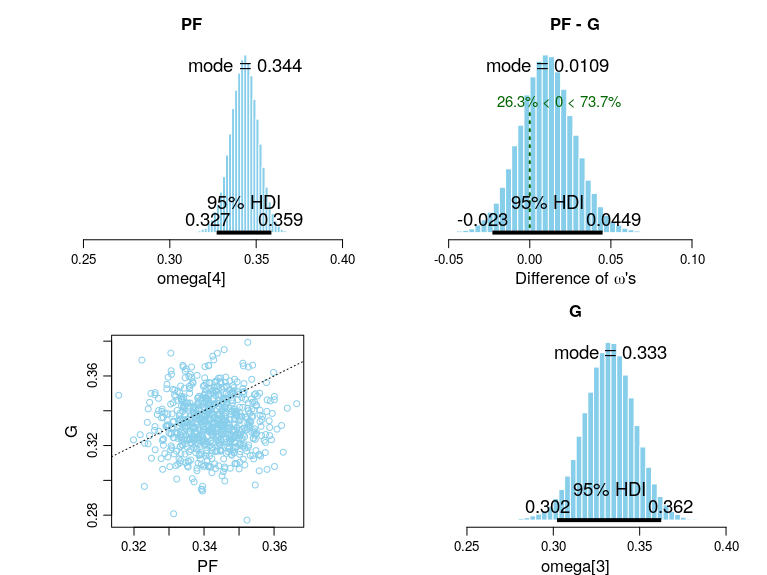 PF
mode = 0.344
95% HDI
0.327 0.359
0.25 0.30 0.35 0.40
omega[4]
PF - G
mode = 0.0109
26.3% < 0 < 73.7%
95% HDI
-0.023 0.0449
-0.05 0.00 0.05 0.10
Difference of ω's
G
0.28 0.32 0.36
0.32 0.34 0.36
PF
G
mode = 0.333
95% HDI
0.302 0.362
0.25 0.30 0.35 0.40
omega[3]